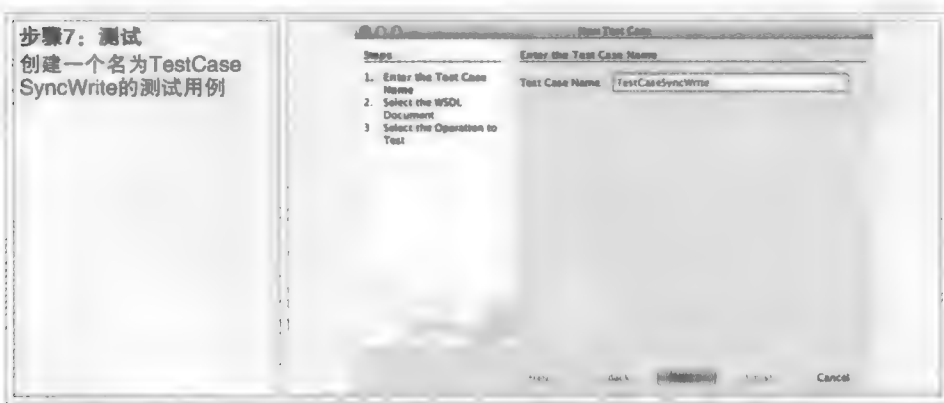 步骤7：测试
创建一个名为TestCase
SyncWrite的测试用例
New Test Case
Steps
1. Enter the Test Case
Name
2. Select the WSDL
Document
3 Select the Operation to
Test
Enter the Test Case Name
Test Case Name
TestCaseSyncWrite
Back
Cancel